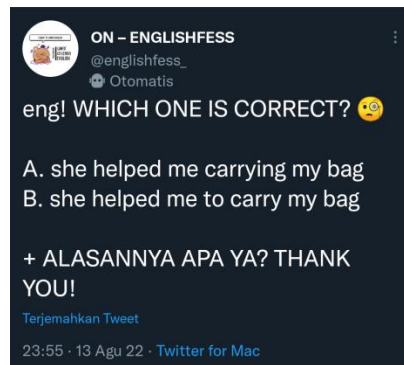 ON – ENGLISHFESS
@englishfess_
Otomatis
eng! WHICH ONE IS CORRECT? 🧐
A. she helped me carrying my bag
B. she helped me to carry my bag
+ ALASANNYA APA YA? THANK
YOU!
Terjemahkan Tweet
23:55 · 13 Agu 22 · Twitter for Mac